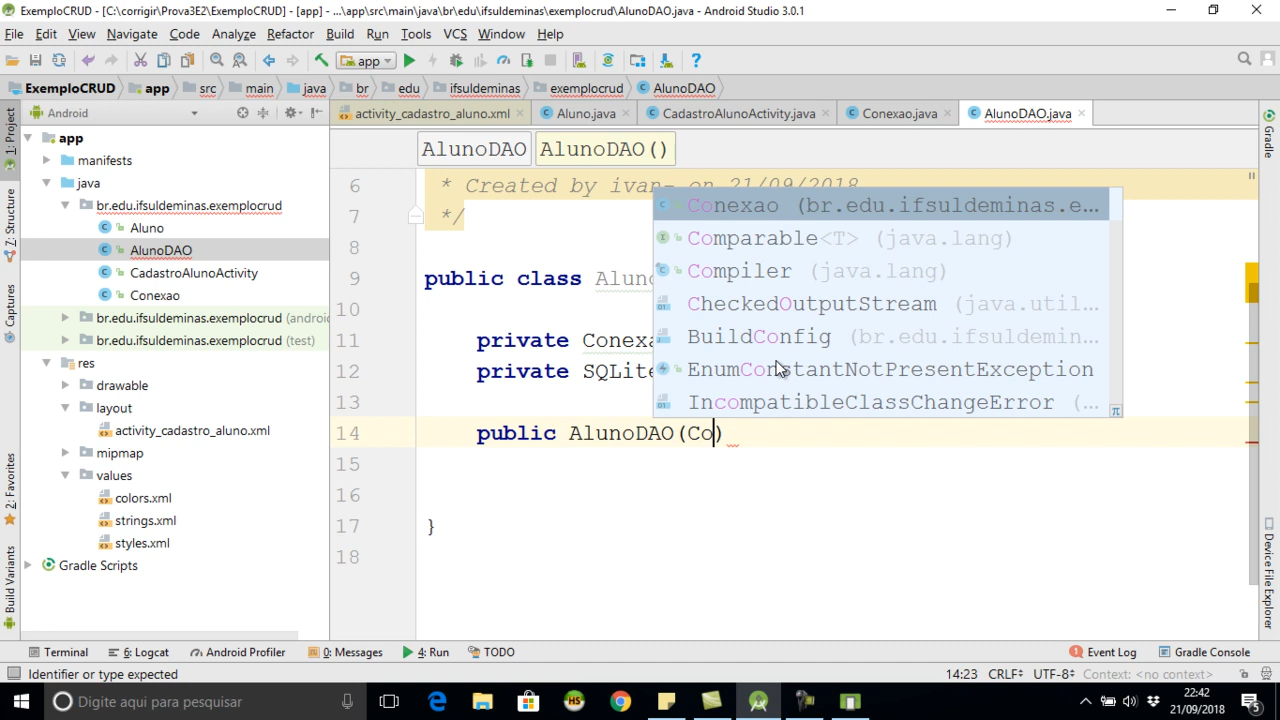 ExemploCRUD - [C:\corrigir\Prova3E2\ExemploCRUD] - [app] - ...\app\src\main\java\br\edu\ifsuldeminas\exemplocrud\AlunoDAO.java - Android Studio 3.0.1
File Edit View Navigate Code Analyze Refactor Build Run Tools VCS Window Help
app
ExemploCRUD app src main java br edu ifsuldeminas exemplocrud AlunoDAO
Android
activity_cadastro_aluno.xml Aluno.java CadastroAlunoActivity.java Conexao.java AlunoDAO.java
1: Project
Z: Structure
Captures
2: Favorites
Build Variants
app
manifests
java
br.edu.ifsuldeminas.exemplocrud
Aluno
AlunoDAO
CadastroAlunoActivity
Conexao
br.edu.ifsuldeminas.exemplocrud (androi
br.edu.ifsuldeminas.exemplocrud (test)
res
drawable
layout
activity_cadastro_aluno.xml
mipmap
values
colors.xml
strings.xml
styles.xml
Gradle Scripts
AlunoDAO AlunoDAO()
6 * Created by ivan- on 21/09/2018
7 */
8
9 public class Aluno
10
11 private Conexa
12 private SQLite
13
14 public AlunoDAO(Co)
15
16
17 }
18
Conexao (br.edu.ifsuldeminas.e...
Comparable<T> (java.lang)
Compiler (java.lang)
CheckedOutputStream (java.util...
BuildConfig (br.edu.ifsuldemin...
EnumConstantNotPresentException
IncompatibleClassChangeError (...
π
Gradle
Device File Explorer
Terminal 6: Logcat Android Profiler 0: Messages 4: Run TODO Event Log Gradle Console
Identifier or type expected 14:23 CRLF UTF-8 Context: <no context>
Digite aqui para pesquisar
22:42
21/09/2018
5